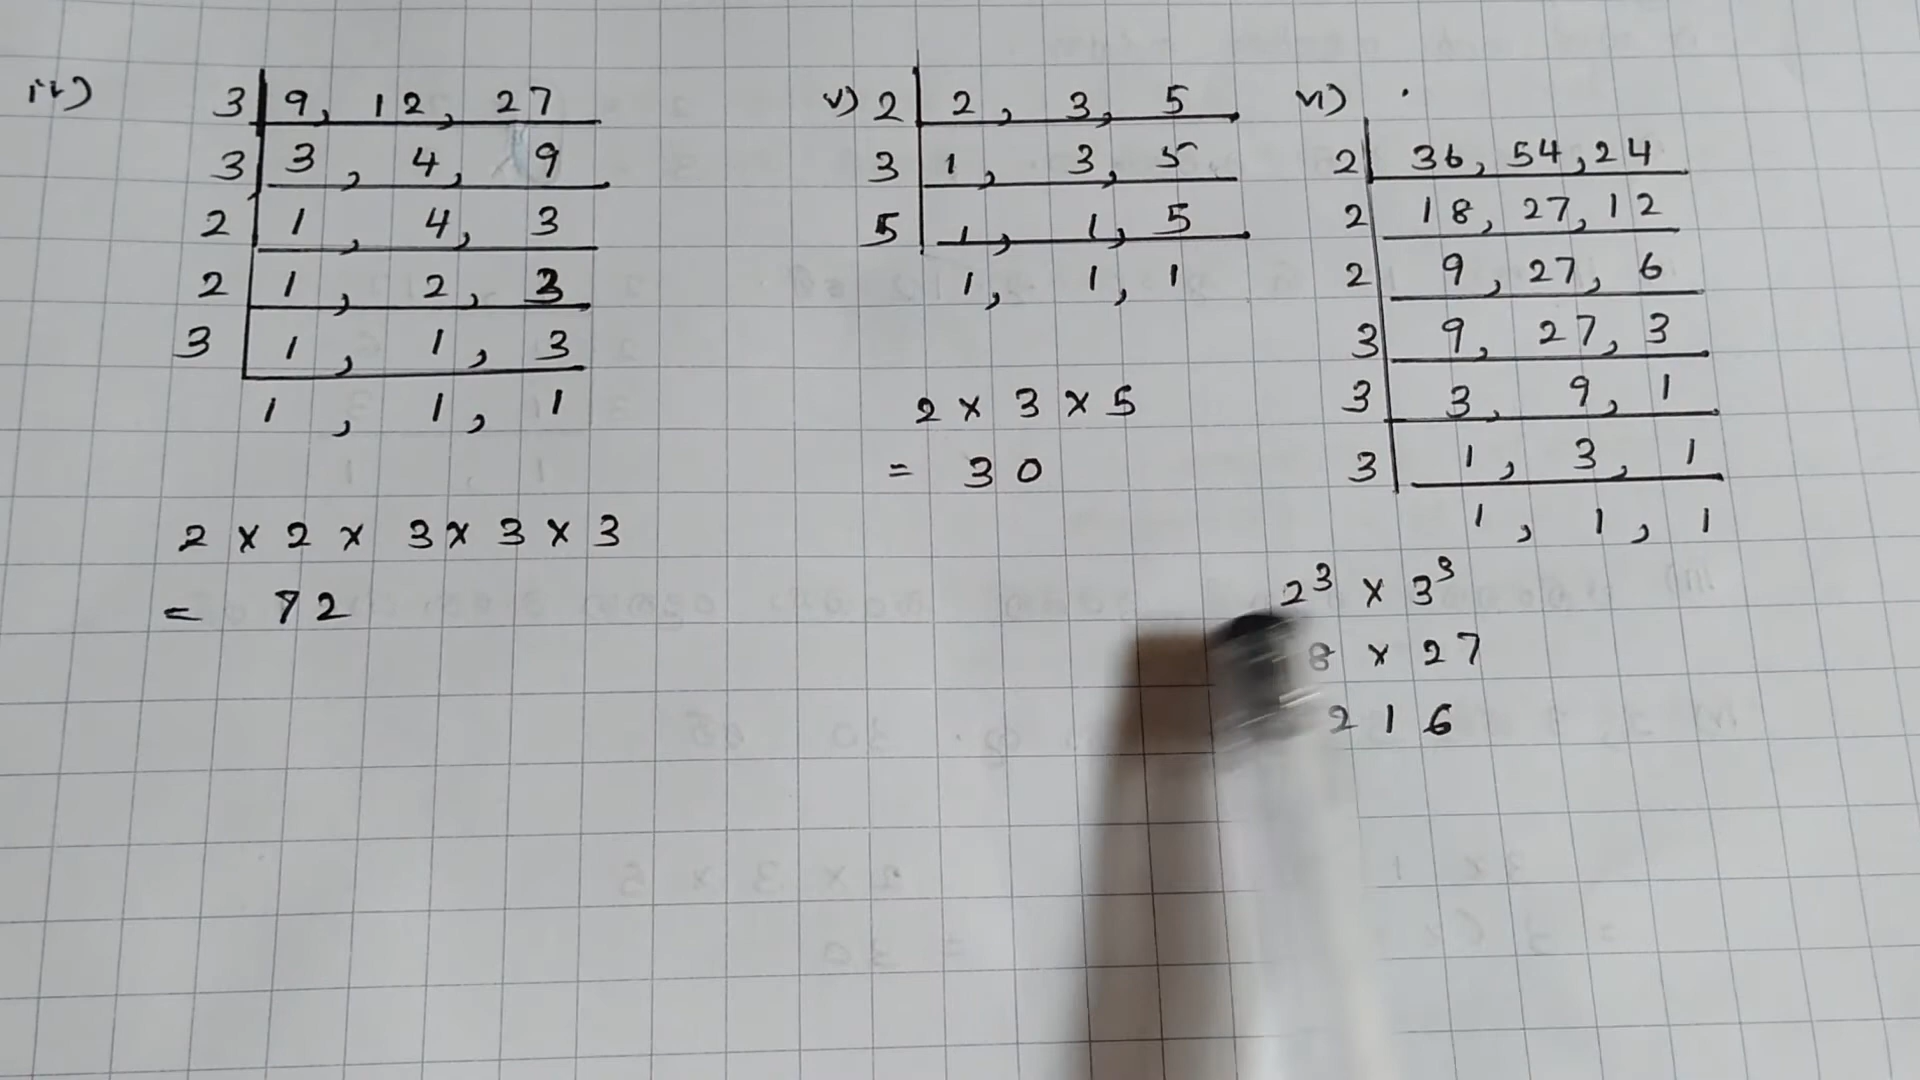 iv)
3 | 9, 12, 27
3 | 3, 4, 9
2 | 1, 4, 3
2 | 1, 2, 3
3 | 1, 1, 3
1, 1, 1
2 x 2 x 3 x 3 x 3
= 72
v) 2 | 2, 3, 5
3 | 1, 3, 5
5 | 1, 1, 5
1, 1, 1
2 x 3 x 5
= 30
vi)
2 | 36, 54, 24
2 | 18, 27, 12
2 | 9, 27, 6
3 | 9, 27, 3
3 | 3, 9, 1
3 | 1, 3, 1
1, 1, 1
2³ x 3³
8 x 27
216